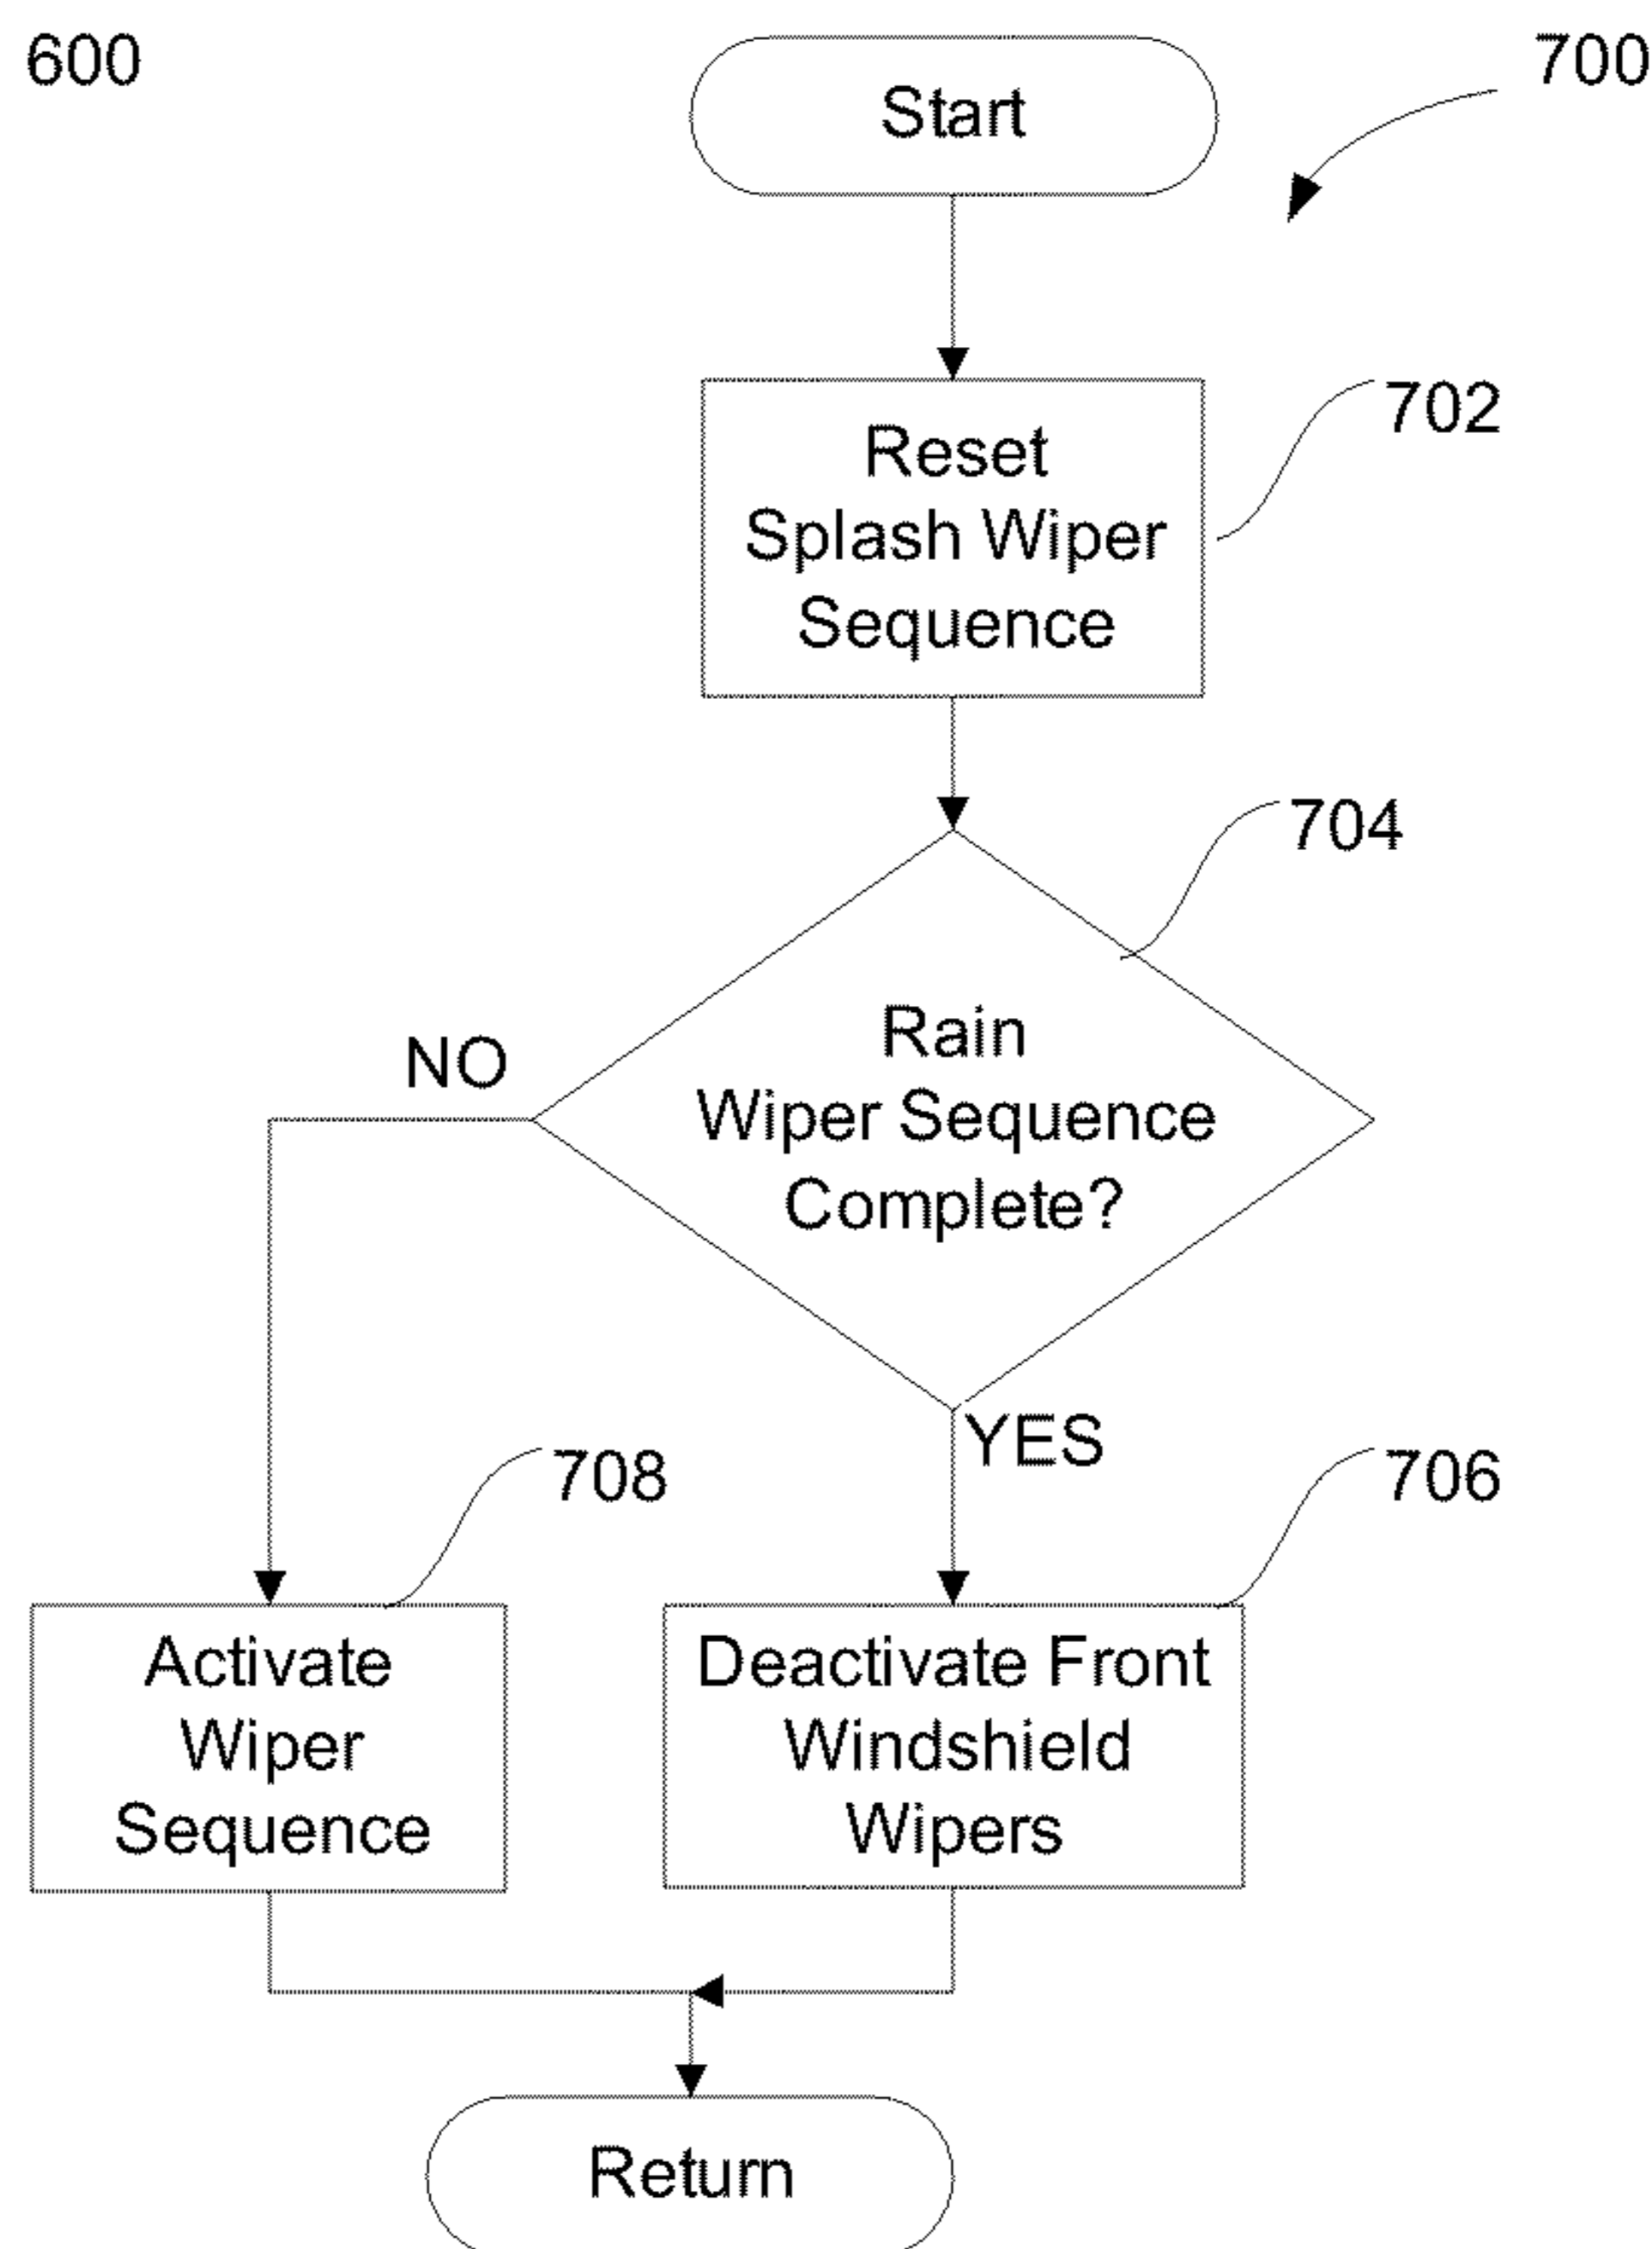 600
700
Start
702
Reset
Splash Wiper
Sequence
704
Rain
Wiper Sequence
Complete?
NO
YES
708
706
Activate
Wiper
Sequence
Deactivate Front
Windshield
Wipers
Return